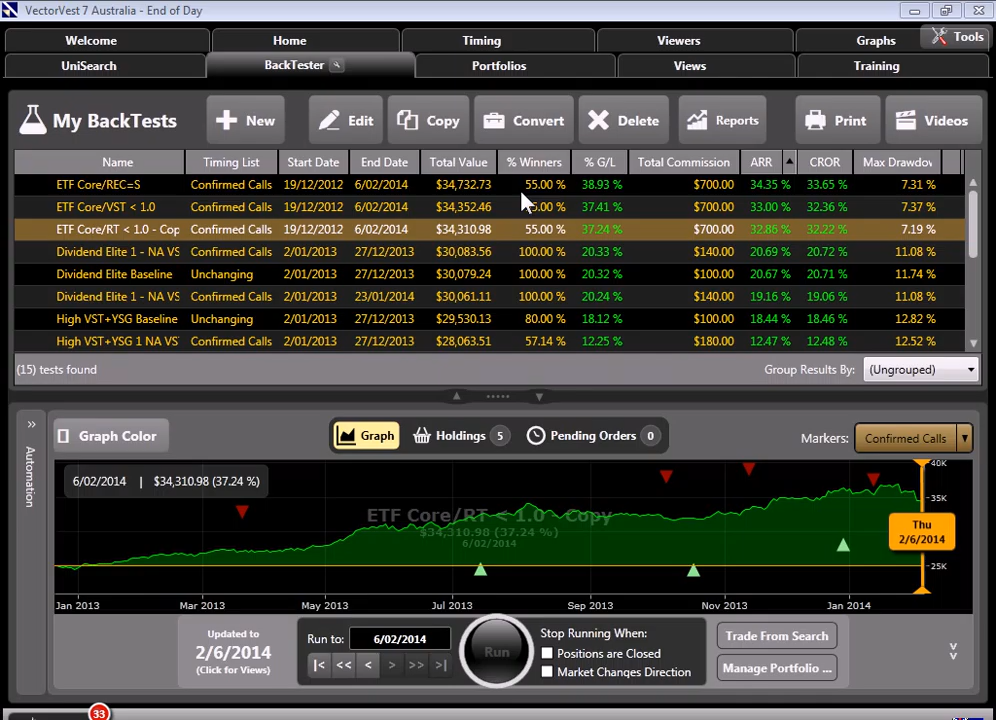 VectorVest 7 Australia - End of Day
Welcome Home Timing Viewers Graphs Tools
UniSearch BackTester Portfolios Views Training
My BackTests New Edit Copy Convert Delete Reports Print Videos
Name Timing List Start Date End Date Total Value % Winners % G/L Total Commission ARR CROR Max Drawdow
ETF Core/REC=S Confirmed Calls 19/12/2012 6/02/2014 $34,732.73 55.00 % 38.93 % $700.00 34.35 % 33.65 % 7.31 %
ETF Core/VST < 1.0 Confirmed Calls 19/12/2012 6/02/2014 $34,352.46 5.00 % 37.41 % $700.00 33.00 % 32.36 % 7.37 %
ETF Core/RT < 1.0 - Cop Confirmed Calls 19/12/2012 6/02/2014 $34,310.98 55.00 % 37.24 % $700.00 32.86 % 32.22 % 7.19 %
Dividend Elite 1 - NA VS Confirmed Calls 2/01/2013 27/12/2013 $30,083.56 100.00 % 20.33 % $140.00 20.69 % 20.72 % 11.08 %
Dividend Elite Baseline Unchanging 2/01/2013 27/12/2013 $30,079.24 100.00 % 20.32 % $140.00 20.67 % 20.71 % 11.74 %
Dividend Elite 1 - NA VS Confirmed Calls 2/01/2013 23/01/2014 $30,061.11 100.00 % 20.24 % $140.00 19.16 % 19.06 % 11.08 %
High VST+YSG Baseline Unchanging 2/01/2013 27/12/2013 $29,530.13 80.00 % 18.12 % $100.00 18.44 % 18.46 % 12.82 %
High VST+YSG 1 NA VS Confirmed Calls 2/01/2013 27/12/2013 $28,063.51 57.14 % 12.25 % $180.00 12.47 % 12.48 % 12.52 %
(15) tests found Group Results By: (Ungrouped)
Automation
Graph Color Graph Holdings 5 Pending Orders 0 Markers: Confirmed Calls
6/02/2014 | $34,310.98 (37.24 %)
ETF Core/RT < 1.0 - Copy
$34,310.98 (37.24 %)
6/02/2014
40K
35K
Thu
2/6/2014
25K
Jan 2013 Mar 2013 May 2013 Jul 2013 Sep 2013 Nov 2013 Jan 2014
Updated to
2/6/2014
(Click for Views)
Run to: 6/02/2014
Run
Stop Running When:
Positions are Closed
Market Changes Direction
Trade From Search
Manage Portfolio ...
33